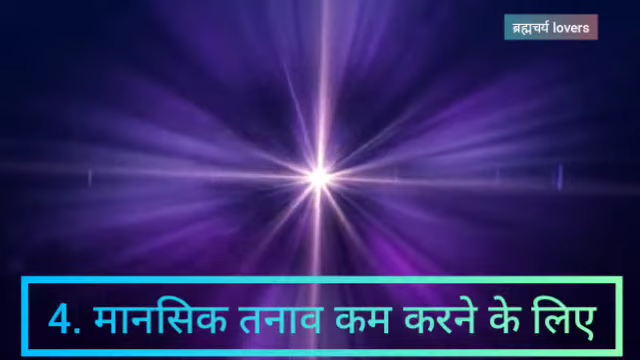 ब्रह्मचर्य lovers
4. मानसिक तनाव कम करने के लिए